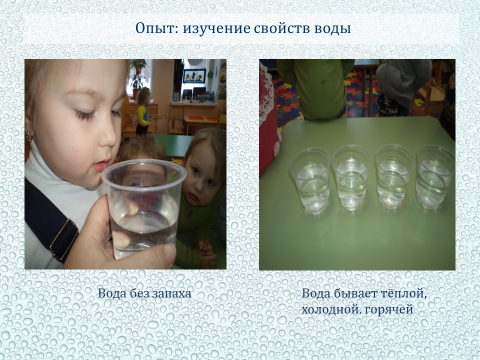 Опыт: изучение свойств воды
Вода без запаха
Вода бывает тёплой,
холодной. горячей